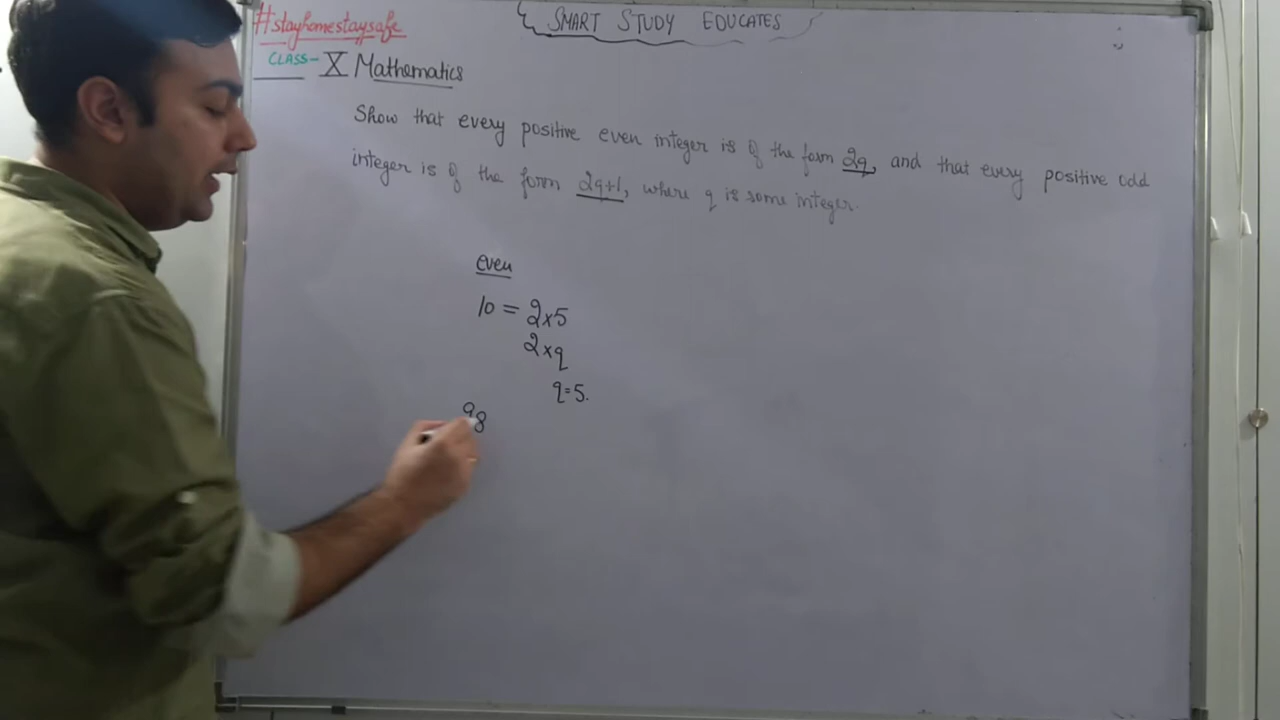 #stayhomestaysafe
SMART STUDY EDUCATES
CLASS- X Mathematics
Show that every positive even integer is of the form 2q, and that every positive odd
integer is of the form 2q+1, where q is some integer.
even
10 = 2×5
2×q
q=5.
98